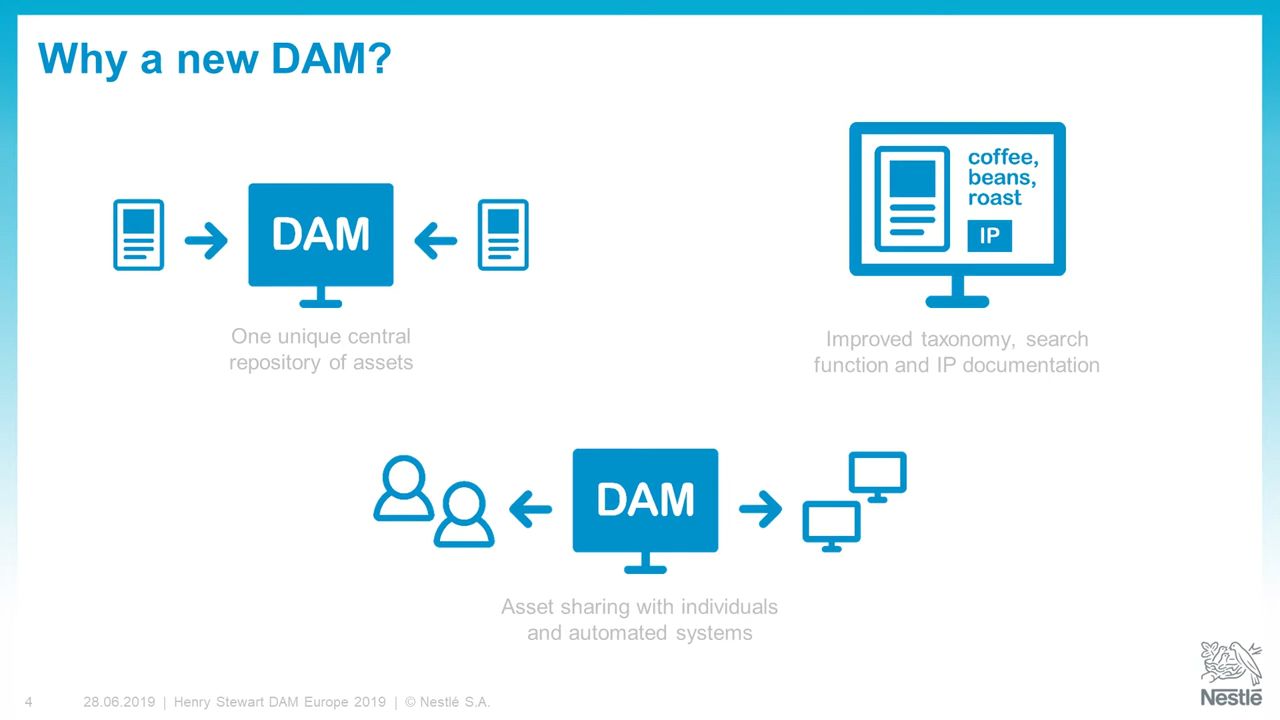 Why a new DAM?
DAM
One unique central
repository of assets
coffee,
beans,
roast
IP
Improved taxonomy, search
function and IP documentation
DAM
Asset sharing with individuals
and automated systems
4 28.06.2019 | Henry Stewart DAM Europe 2019 | © Nestlé S.A.
Nestlé